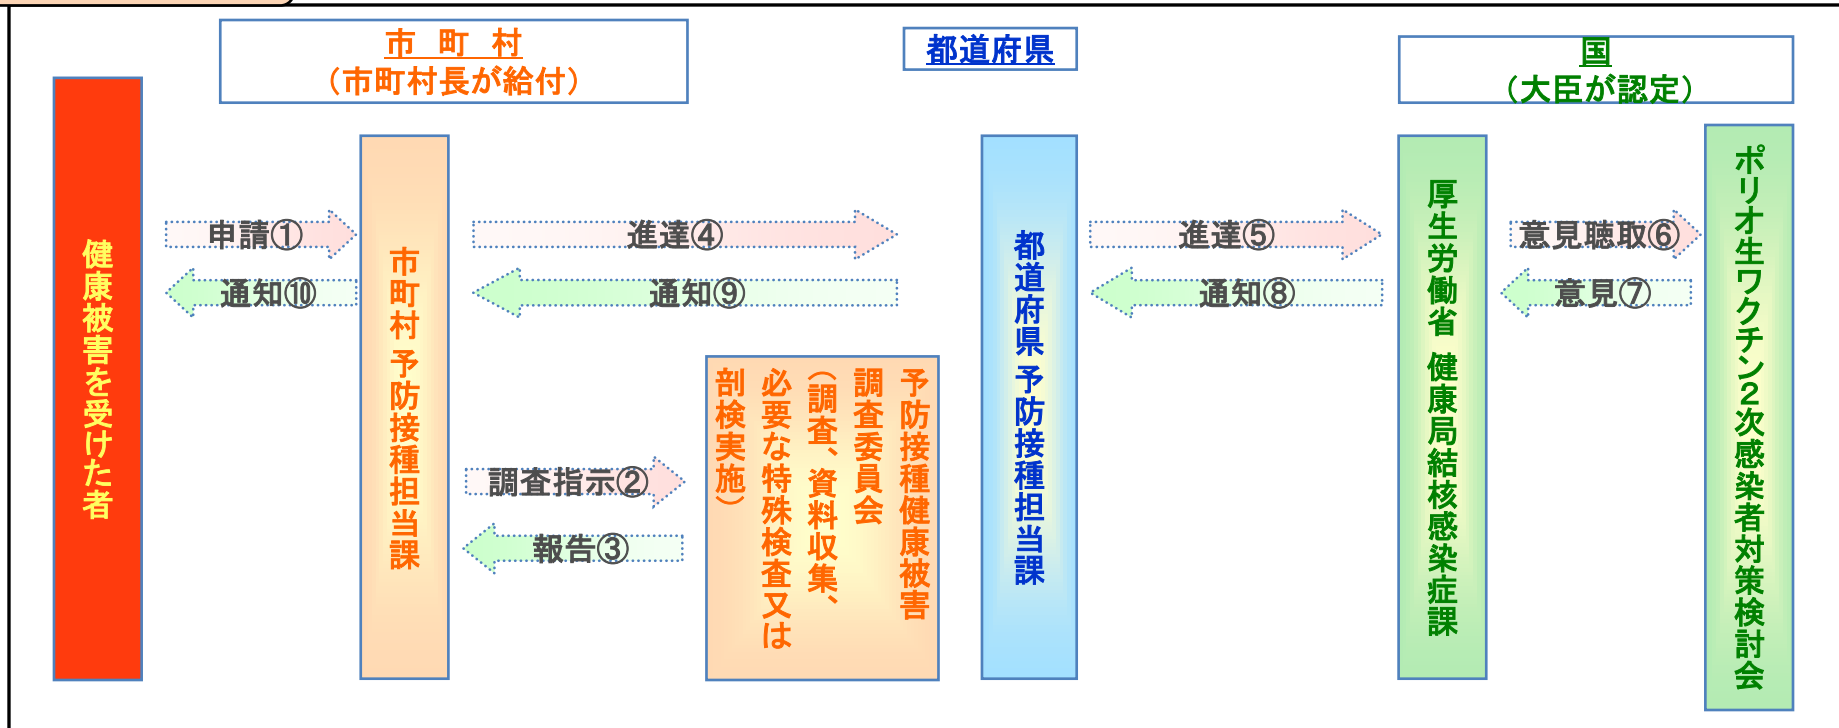 市 町 村
（市町村長が給付）
都道府県
国
（大臣が認定）
健康被害を受けた者
申請①
通知⑩
市町村 予防接種担当課
進達④
通知⑨
調査指示②
報告③
予防接種健康被害
調査委員会
（調査、資料収集、
必要な特殊検査又は
剖検実施）
都道府県 予防接種担当課
進達⑤
通知⑧
厚生労働省 健康局結核感染症課
意見聴取⑥
意見⑦
ポリオ生ワクチン２次感染者対策検討会